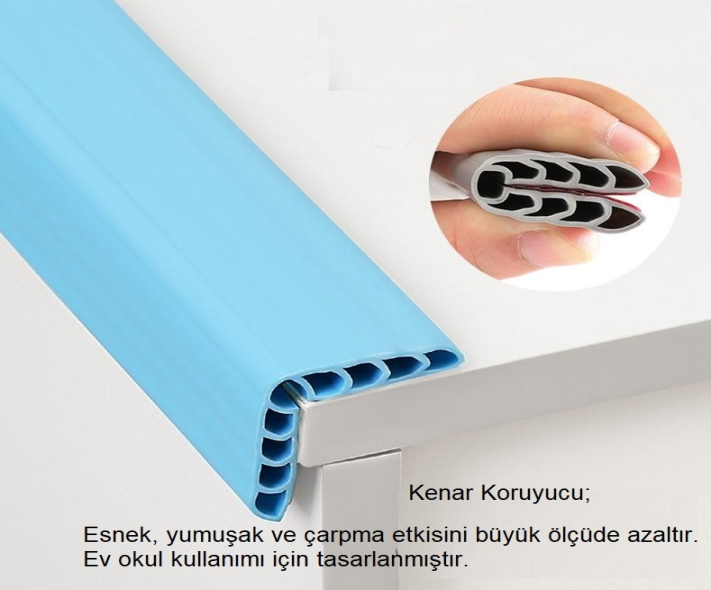 Kenar Koruyucu;
Esnek, yumuşak ve çarpma etkisini büyük ölçüde azaltır.
Ev okul kullanımı için tasarlanmıştır.